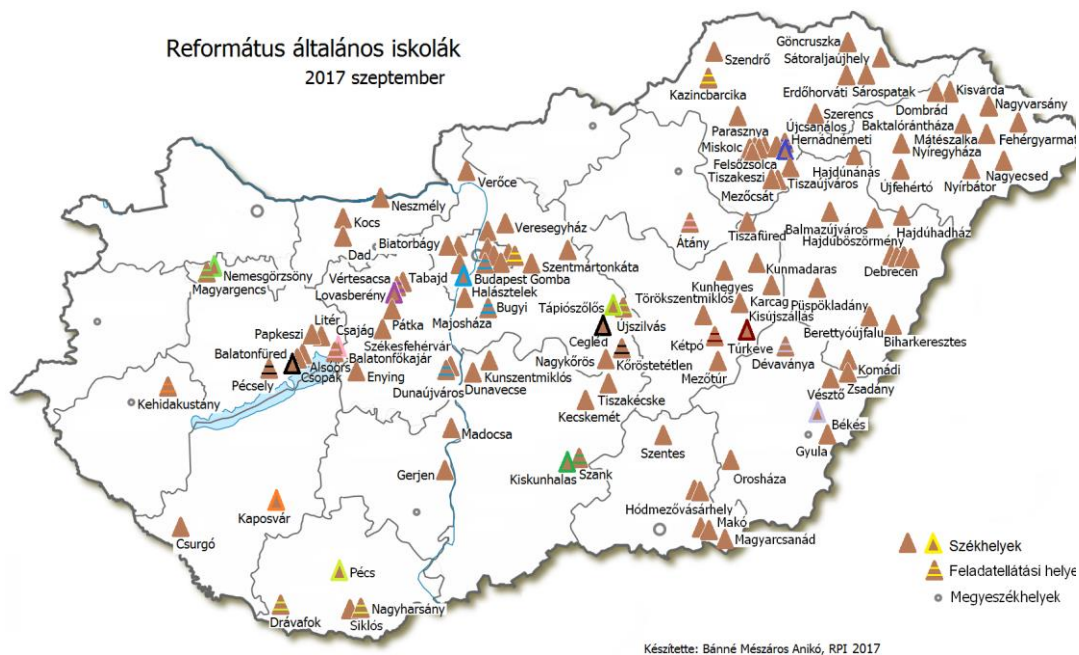 Református általános iskolák
2017 szeptember
Göncruszka
Szendrő
Sátoraljaújhely
Kazincbarcika
Erdőhorváti
Sárospatak
Kisvárda
Dombrád
Nagyvarsány
Parasznya
Szerencs
Újcsanálos
Baktalórántháza
Hernádnémeti
Mátészalka
Fehérgyarmat
Miskolc
Nyíregyháza
Felsőzsolca
Hajdúnánás
Tiszakeszi
Tiszaújváros
Újfehértó
Nyírbátor
Nagyecsed
Mezőcsát
Verőce
Neszmély
Kocs
Veresegyház
Átány
Tiszafüred
Balmazújváros
Hajdúhadház
Dad
Biatorbágy
Hajdúböszörmény
Szentmártonkáta
Debrecen
Nemesgörzsöny
Vértesacsa
Tabajd
Budapest
Gomba
Kunmadaras
Magyargencs
Lovasberény
Halásztelek
Kunhegyes
Tápiószőlős
Törökszentmiklós
Karcag
Püspökladány
Bugyi
Majosháza
Újszilvás
Kisújszállás
Litér
Csajág
Pátka
Papkeszi
Székesfehérvár
Cegléd
Kétpó
Túrkeve
Berettyóújfalu
Biharkeresztes
Balatonfüred
Balatonfőkajár
Alsóörs
Nagykőrös
Kőröstetétlen
Dévaványa
Csopak
Enying
Kunszentmiklós
Mezőtúr
Komádi
Pécsely
Dunaújváros
Dunavecse
Zsadány
Kehidakustány
Tiszakécske
Vésztő
Kecskemét
Békés
Madocsa
Szentes
Gyula
Gerjen
Kiskunhalas
Szank
Orosháza
Kaposvár
Hódmezővásárhely
Csurgó
Makó
Magyarcsanád
Pécs
Drávafok
Nagyharsány
Siklós
Székhelyek
Feladatellátási helye
Megyeszékhelyek
Készítette: Bánné Mészáros Anikó, RPI 2017